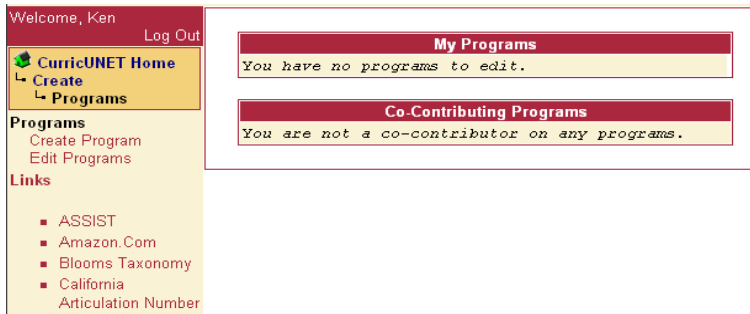 Welcome, Ken
Log Out
CurricUNET Home
Create
Programs
Programs
Create Program
Edit Programs
Links
ASSIST
Amazon.Com
Blooms Taxonomy
California
Articulation Number
My Programs
You have no programs to edit.
Co-Contributing Programs
You are not a co-contributor on any programs.